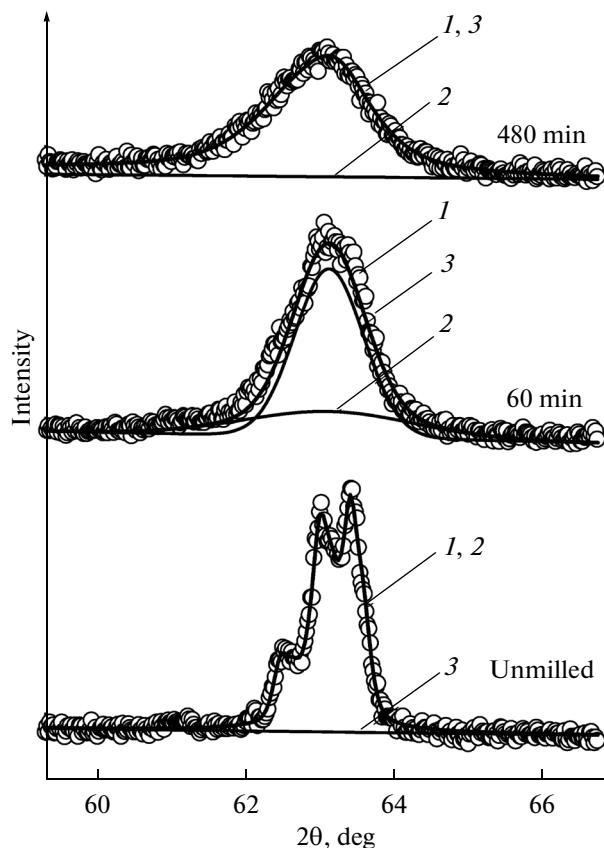 1, 3
2
480 min
1
3
2
60 min
1, 2
3
Unmilled
Intensity
60 62 64 66
2θ, deg